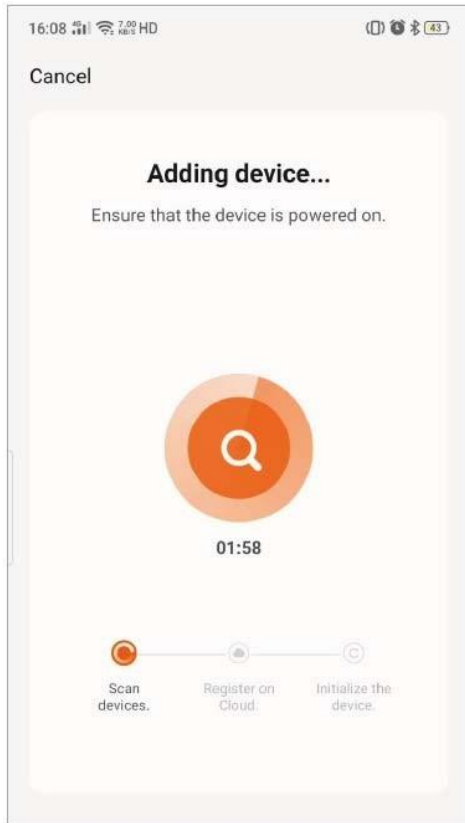 16:08 4G 7.00 KB/S HD 43
Cancel
Adding device...
Ensure that the device is powered on.
01:58
Scan Register on Initialize the
devices. Cloud. device.